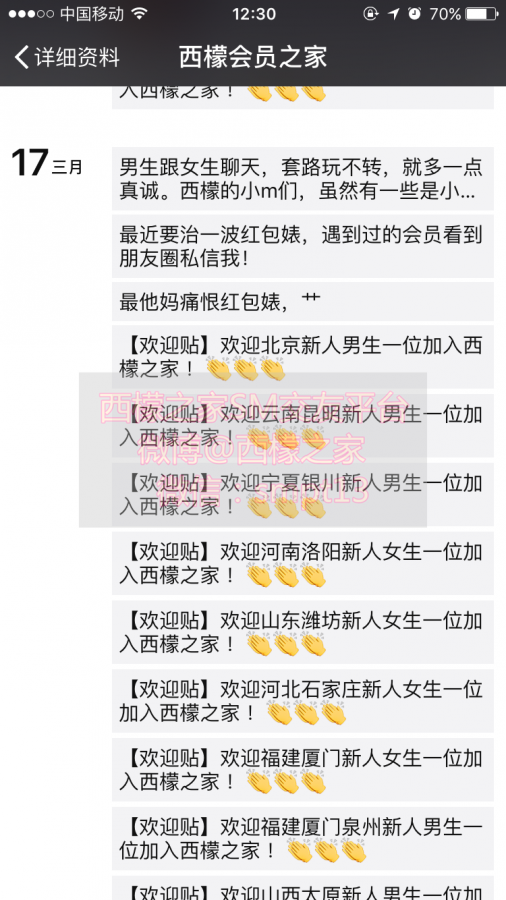 中国移动 12:30 70%
详细资料 西檬会员之家
入西檬之家！👏👏👏
17三月
男生跟女生聊天，套路玩不转，就多一点
真诚。西檬的小m们，虽然有一些是小...
最近要治一波红包婊，遇到过的会员看到
朋友圈私信我！
最他妈痛恨红包婊，艹
【欢迎贴】欢迎北京新人男生一位加入西
檬之家！👏👏👏
西檬之家SM交友平台
【欢迎贴】欢迎云南昆明新人男生一位加
入西檬之家！👏👏👏
微博@西檬之家
【欢迎贴】欢迎宁夏银川新人男生一位加
入西檬之家！👏👏👏
微信：smpt13
【欢迎贴】欢迎河南洛阳新人女生一位加
入西檬之家！👏👏👏
【欢迎贴】欢迎山东潍坊新人女生一位加
入西檬之家！👏👏👏
【欢迎贴】欢迎河北石家庄新人女生一位
加入西檬之家！👏👏👏
【欢迎贴】欢迎福建厦门新人女生一位加
入西檬之家！👏👏👏
【欢迎贴】欢迎福建厦门泉州新人男生一
位加入西檬之家！👏👏👏
【欢迎贴】欢迎山西太原新人男生一位加